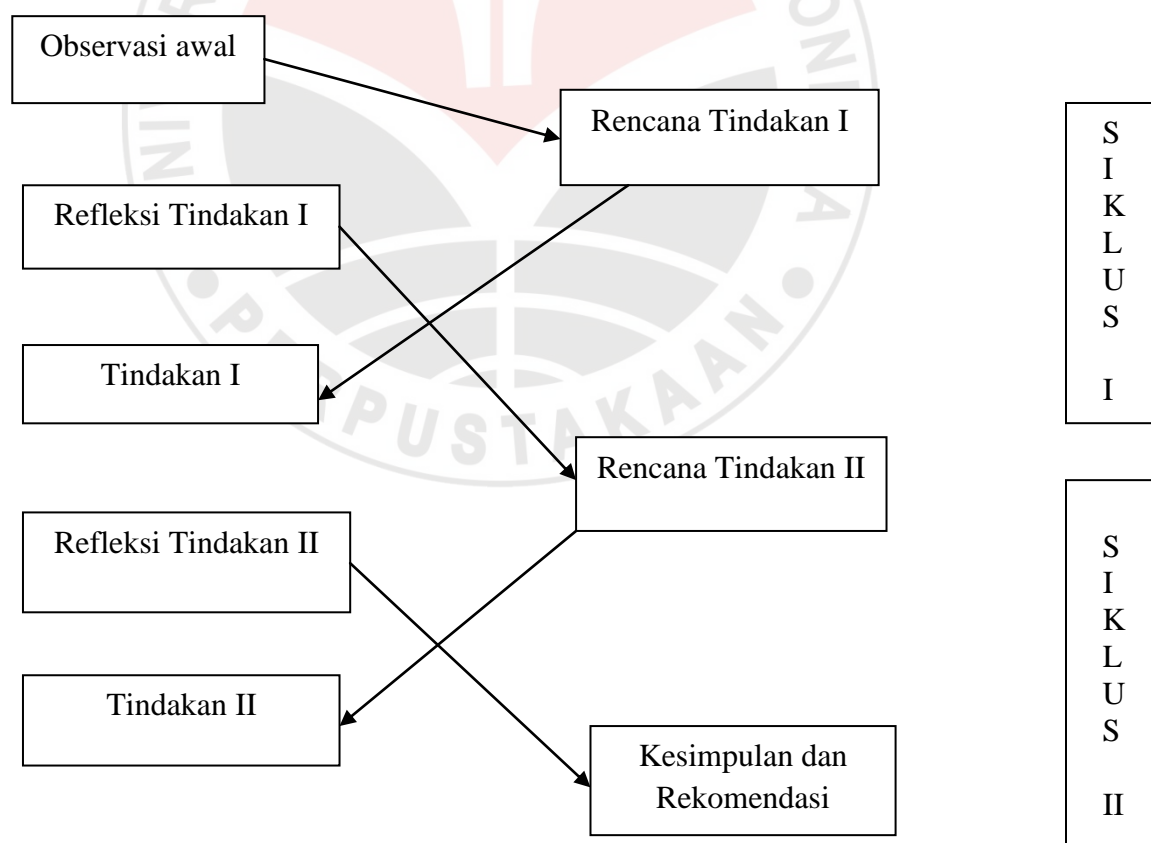 Observasi awal
Rencana Tindakan I
Refleksi Tindakan I
Tindakan I
Rencana Tindakan II
Refleksi Tindakan II
Tindakan II
Kesimpulan dan
Rekomendasi
S
I
K
L
U
S
I
S
I
K
L
U
S
II
PERPUSTAKAAN